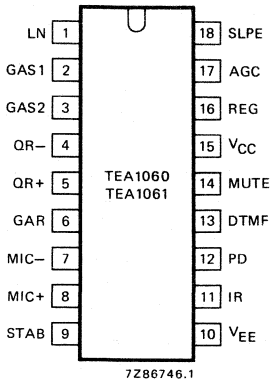 LN 1 18 SLPE
GAS1 2 17 AGC
GAS2 3 16 REG
QR− 4 15 VCC
QR+ 5 14 MUTE
TEA1060
TEA1061
GAR 6 13 DTMF
MIC− 7 12 PD
MIC+ 8 11 IR
STAB 9 10 VEE
7Z86746.1